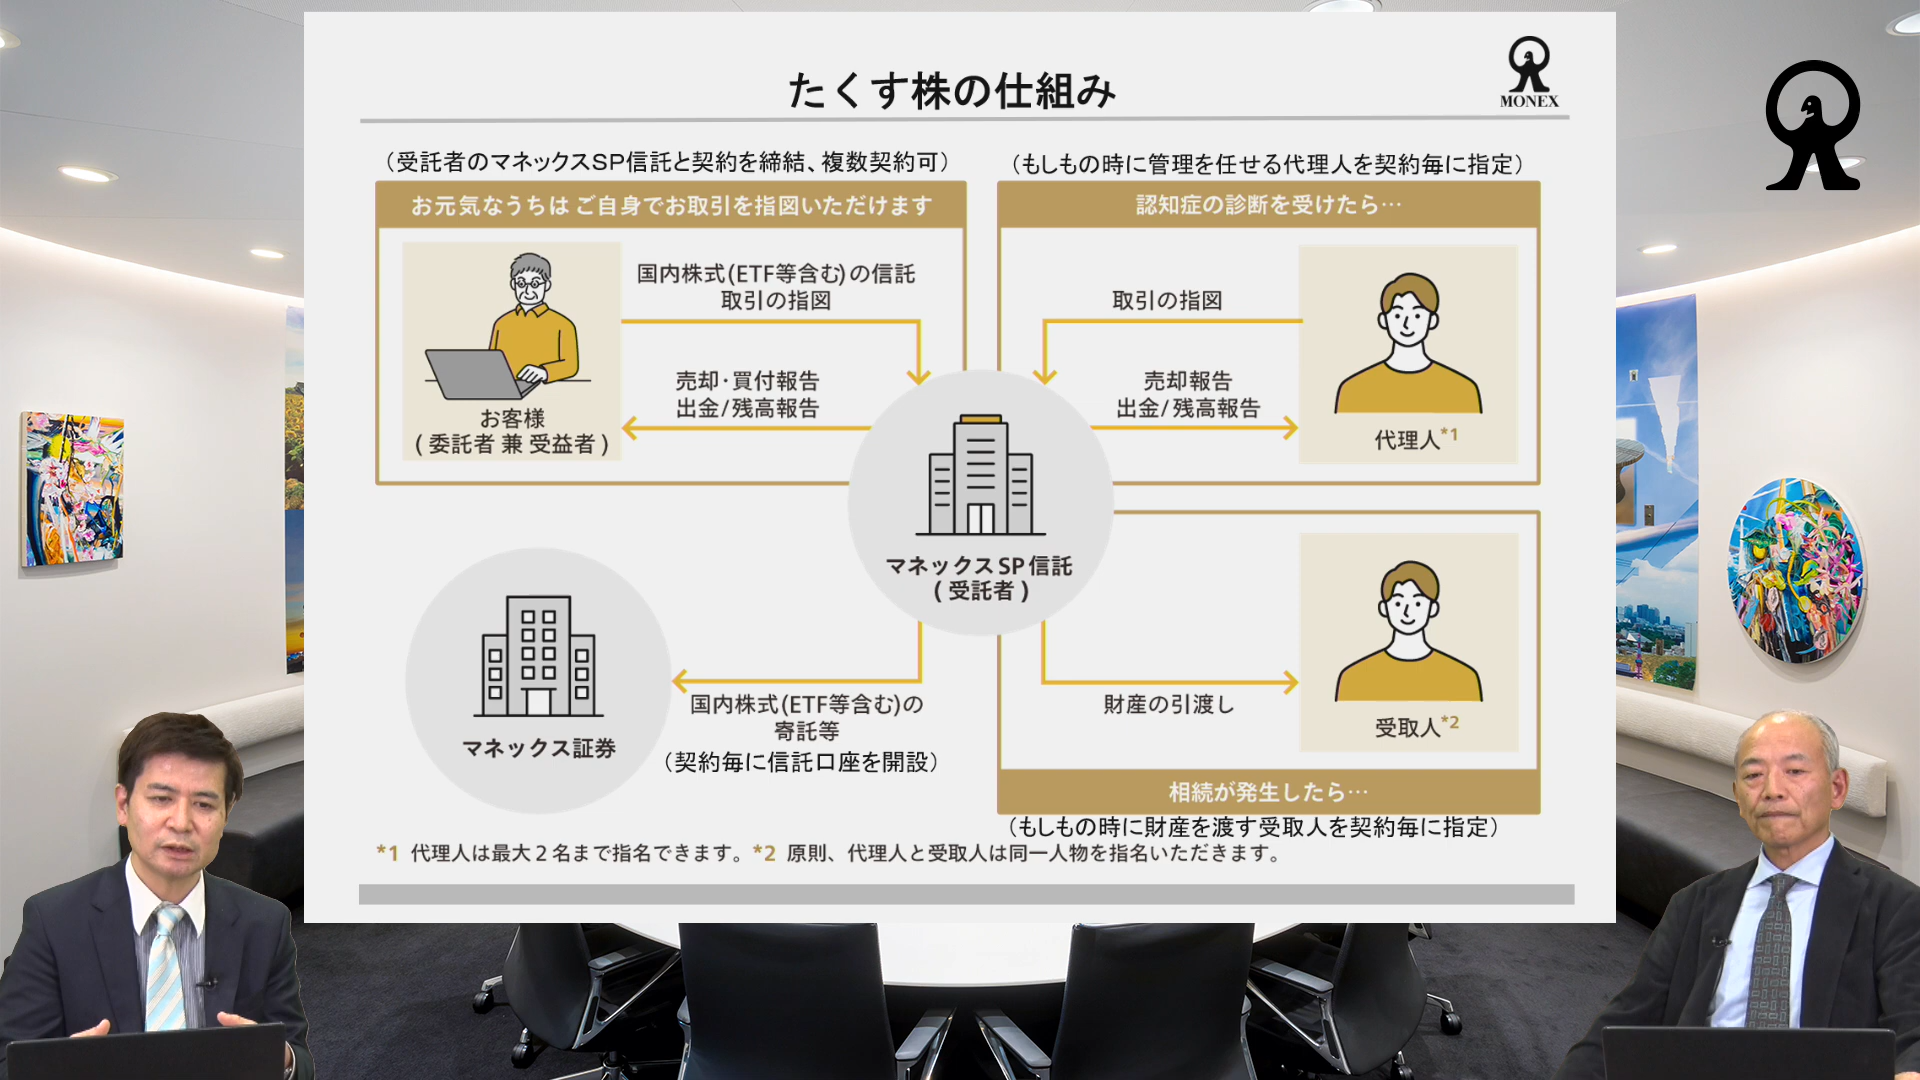 たくす株の仕組み
MONEX
（受託者のマネックスSP信託と契約を締結、複数契約可）
お元気なうちは ご自身でお取引を指図いただけます
国内株式(ETF等含む)の信託
取引の指図
売却・買付報告
出金/残高報告
お客様
(委託者 兼 受益者)
（もしもの時に管理を任せる代理人を契約毎に指定）
認知症の診断を受けたら…
取引の指図
売却報告
出金/残高報告
代理人*1
マネックスSP信託
(受託者)
マネックス証券
国内株式(ETF等含む)の
寄託等
（契約毎に信託口座を開設）
財産の引渡し
受取人*2
相続が発生したら…
（もしもの時に財産を渡す受取人を契約毎に指定）
*1 代理人は最大2名まで指名できます。*2 原則、代理人と受取人は同一人物を指名いただきます。